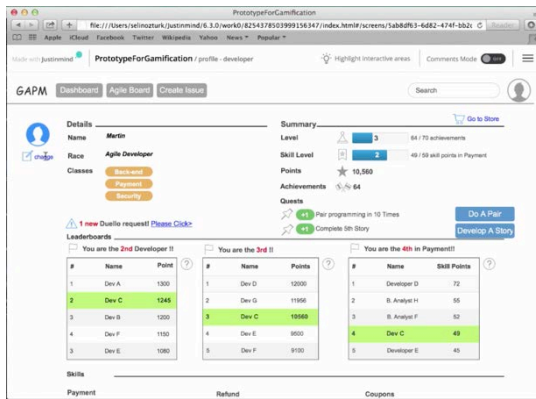 PrototypeForGamification
file:///Users/selinozturk/Justinmind/6.3.0/work0/8254378503999156347/index.html#/screens/5ab8df63-6d82-474f-bb2c
Reader
Apple iCloud Facebook Twitter Wikipedia Yahoo News Popular
Made with Justinmind PrototypeForGamification / profile - developer Highlight interactive areas Comments Mode OFF
GAPM Dashboard Agile Board Create Issue Search
Go to Store
Details Summary
Name Martin Level 3 64 / 70 achievements
change Race Agile Developer Skill Level 2 49 / 59 skill points in Payment
Classes Back-end Points 10,560
Payment
Security Achievements 64
Quests
+1 Pair programming in 10 Times Do A Pair
1 new Duello request! Please Click> +1 Complete 5th Story Develop A Story
Leaderboards
You are the 2nd Developer !! You are the 3rd !! You are the 4th in Payment!!
# Name Point ? # Name Points ? # Name Skill Points ?
1 Dev A 1300 1 Dev D 12000 1 Developer D 72
2 Dev C 1245 2 Dev G 11956 2 B. Analyst H 55
3 Dev B 1200 3 Dev C 10560 3 B. Analyst F 52
4 Dev F 1150 4 Dev E 9800 4 Dev C 49
3 Dev E 1080 5 Dev F 9100 5 Developer E 45
Skills
Payment Refund Coupons